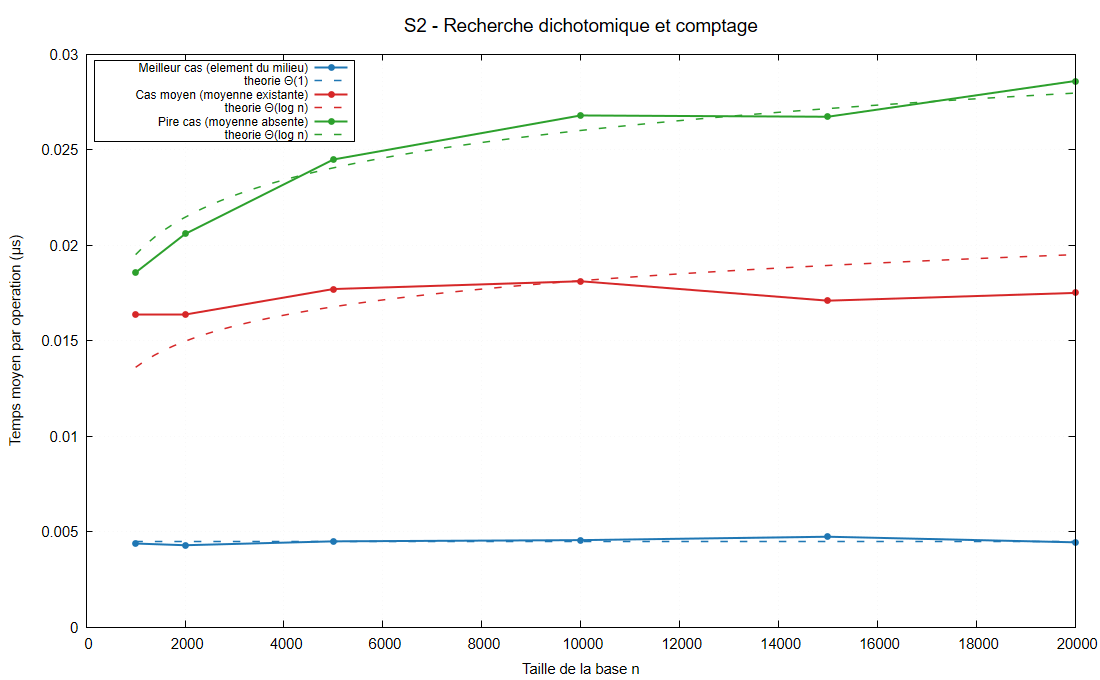 S2 - Recherche dichotomique et comptage
0.03
0.025
0.02
0.015
0.01
0.005
0
Meilleur cas (element du milieu)
theorie Θ(1)
Cas moyen (moyenne existante)
theorie Θ(log n)
Pire cas (moyenne absente)
theorie Θ(log n)
Temps moyen par operation (µs)
0 2000 4000 6000 8000 10000 12000 14000 16000 18000 20000
Taille de la base n